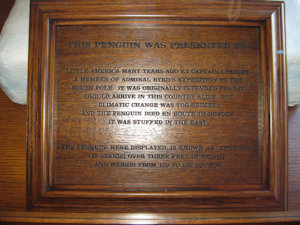 THIS PENGUIN WAS PRESENTED TO
LITTLE AMERICA MANY YEARS AGO BY CAPTAIN
A MEMBER OF ADMIRAL BYRD'S EXPEDITION TO THE
SOUTH POLE. IT WAS ORIGINALLY INTENDED THAT IT
SHOULD ARRIVE IN THIS COUNTRY ALIVE. THE
CLIMATIC CHANGE WAS TOO SEVERE
AND THE PENGUIN DIED EN ROUTE TO BOSTON
IT WAS STUFFED IN THE EAST.
THE PENGUIN, HERE DISPLAYED, IS KNOWN AS
IT STANDS OVER THREE FEET IN HEIGHT
AND WEIGHS FROM POUNDS.